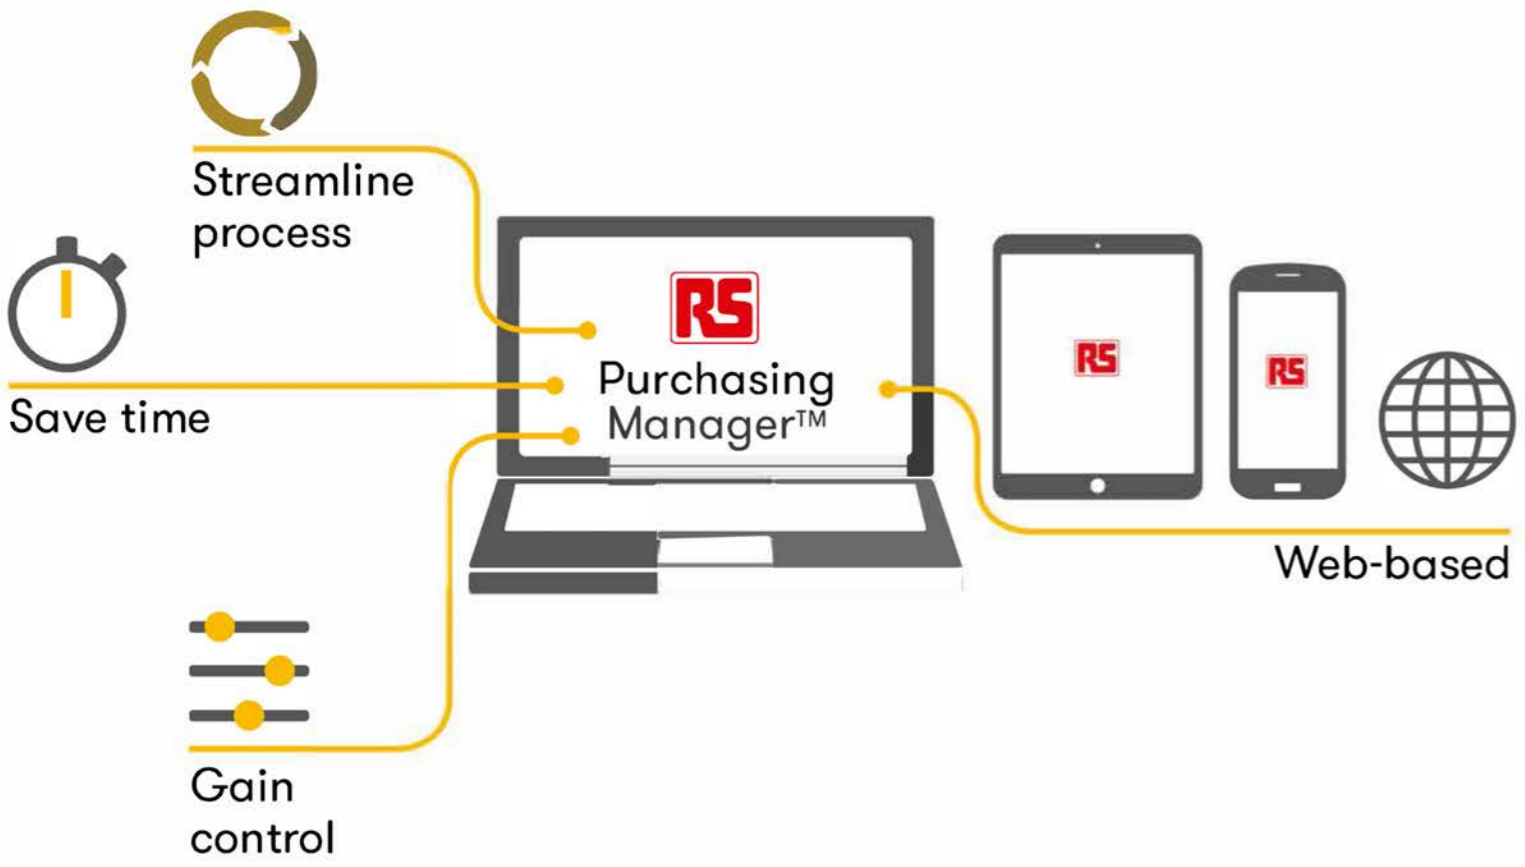 Streamline
process
Save time
RS
Purchasing
Manager™
RS
RS
Web-based
Gain
control